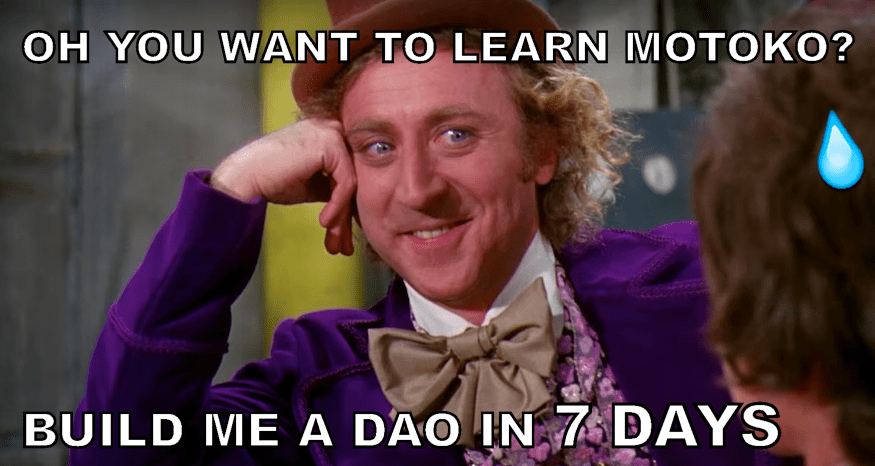 OH YOU WANT TO LEARN MOTOKO?
BUILD ME A DAO IN 7 DAYS